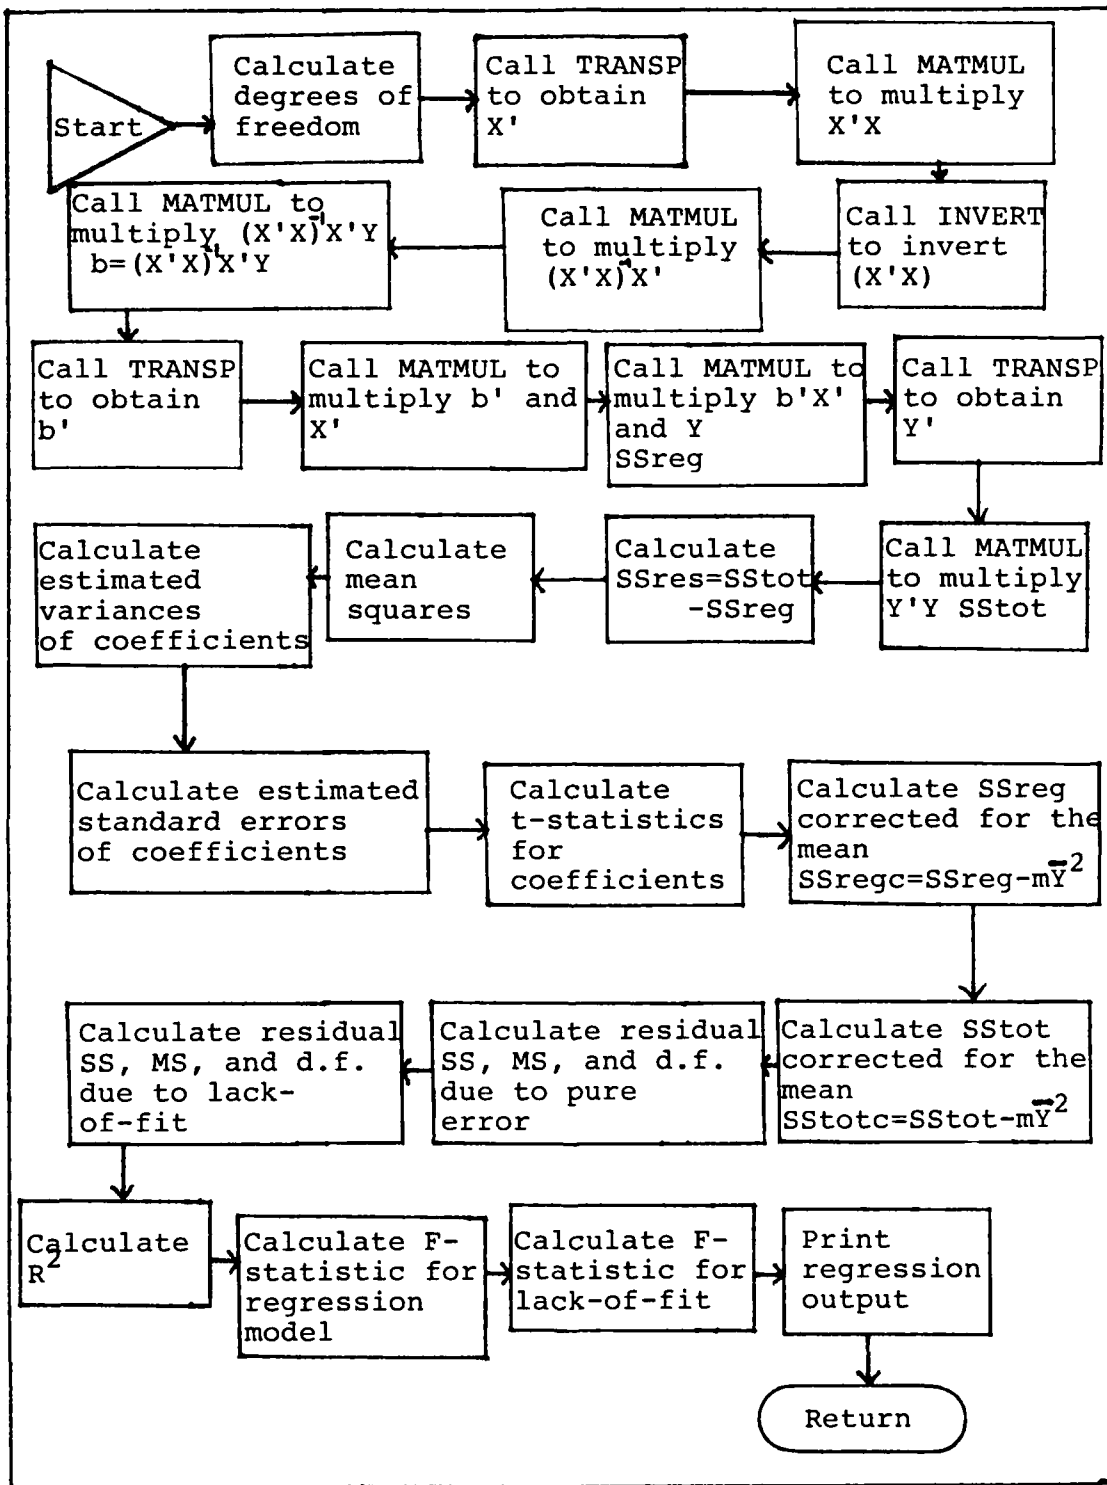 Start
Calculate
degrees of
freedom
Call TRANSP
to obtain
X'
Call MATMUL
to multiply
X'X
Call INVERT
to invert
(X'X)
Call MATMUL
to multiply
(X'X)⁻¹X'
Call MATMUL to
multiply (X'X)⁻¹X'Y
b=(X'X)⁻¹X'Y
Call TRANSP
to obtain
b'
Call MATMUL to
multiply b' and
X'
Call MATMUL to
multiply b'X'
and Y
SSreg
Call TRANSP
to obtain
Y'
Call MATMUL
to multiply
Y'Y SStot
Calculate
SSres=SStot
-SSreg
Calculate
mean
squares
Calculate
estimated
variances
of coefficients
Calculate estimated
standard errors
of coefficients
Calculate
t-statistics
for
coefficients
Calculate SSreg
corrected for the
mean
SSregc=SSreg-mȲ²
Calculate SStot
corrected for the
mean
SStotc=SStot-mȲ²
Calculate residual
SS, MS, and d.f.
due to pure
error
Calculate residual
SS, MS, and d.f.
due to lack-
of-fit
Calculate
R²
Calculate F-
statistic for
regression
model
Calculate F-
statistic for
lack-of-fit
Print
regression
output
Return